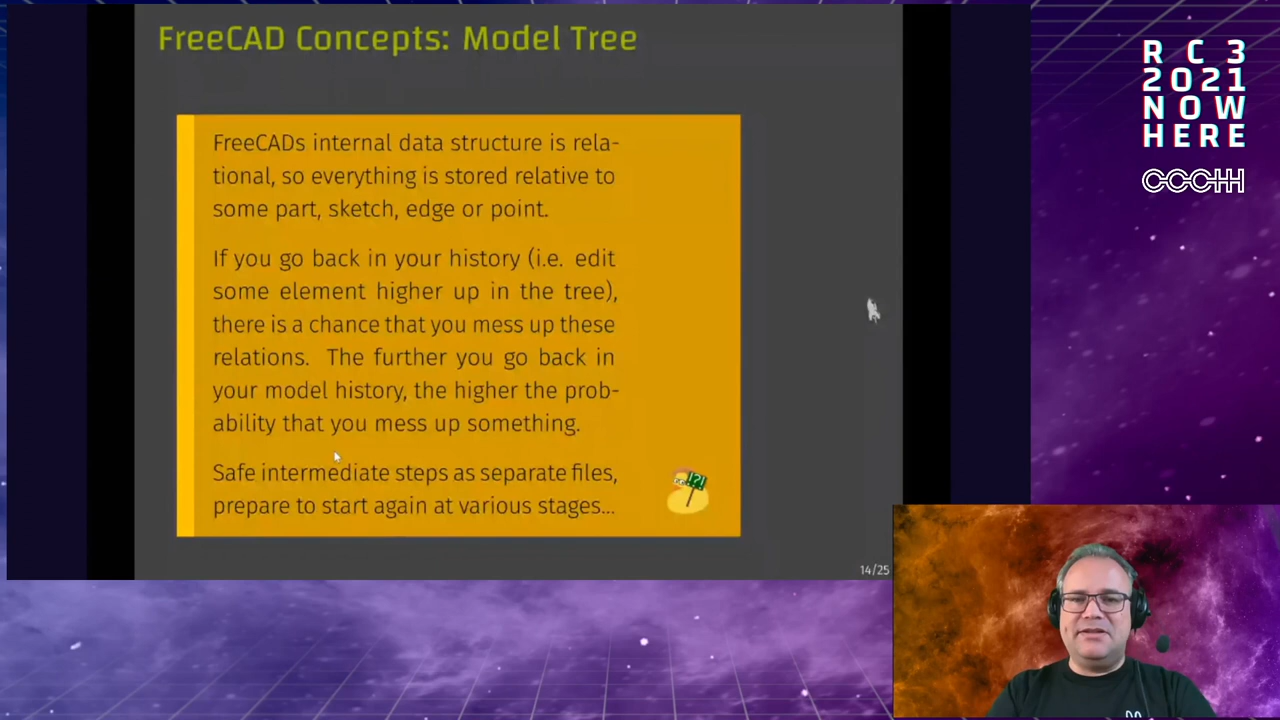 FreeCAD Concepts: Model Tree
FreeCADs internal data structure is rela-
tional, so everything is stored relative to
some part, sketch, edge or point.
If you go back in your history (i.e. edit
some element higher up in the tree),
there is a chance that you mess up these
relations. The further you go back in
your model history, the higher the prob-
ability that you mess up something.
Safe intermediate steps as separate files,
prepare to start again at various stages...
14/25
R C 3
2021
NOW
HERE
CCCHH